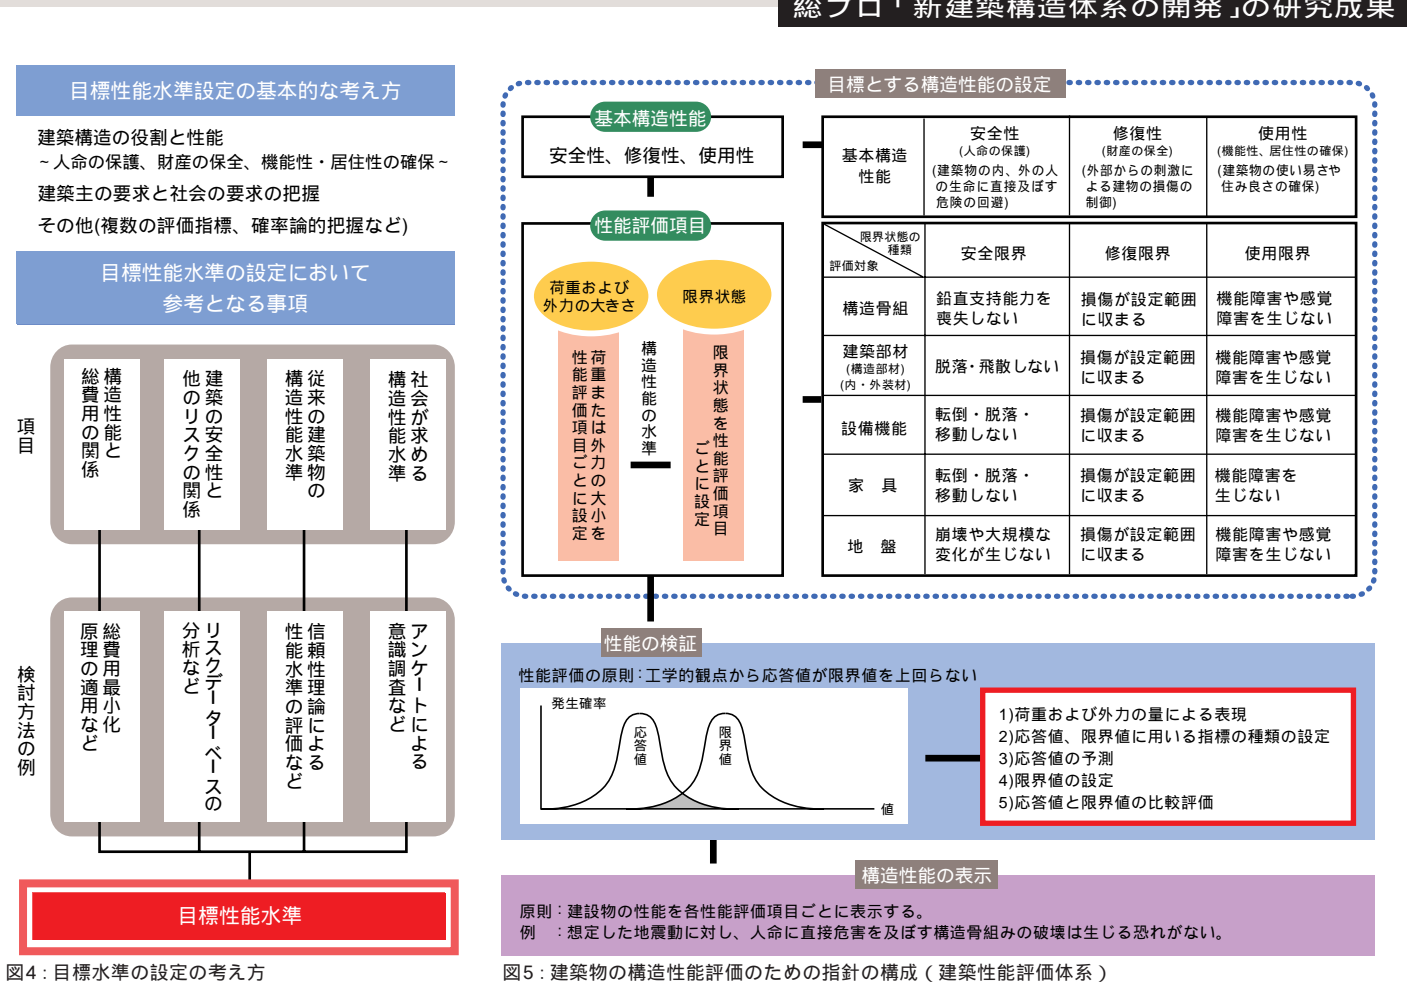 総プロ「新建築構造体系の開発」の研究成果
目標性能水準設定の基本的な考え方
建築構造の役割と性能
~人命の保護、財産の保全、機能性・居住性の確保~
建築主の要求と社会の要求の把握
その他(複数の評価指標、確率論的把握など)
目標性能水準の設定において
参考となる事項
項目
構造性能と
総費用の関係
建築の安全性と
他のリスクの関係
従来の建築物の
構造性能水準
社会が求める
構造性能水準
検討方法の例
総費用最小化
原理の適用など
リスクデーターベースの
分析など
信頼性理論による
性能水準の評価など
アンケートによる
意識調査など
目標性能水準
図4:目標水準の設定の考え方
目標とする構造性能の設定
基本構造性能
安全性、修復性、使用性
性能評価項目
荷重および
外力の大きさ
限界状態
荷重または外力の大小を
性能評価項目ごとに設定
構造性能の水準
限界状態を性能評価項目
ごとに設定
基本構造
性能
安全性
(人命の保護)
(建築物の内、外の人
の生命に直接及ぼす
危険の回避)
修復性
(財産の保全)
(外部からの刺激に
よる建物の損傷の
制御)
使用性
(機能性、居住性の確保)
(建築物の使い易さや
住み良さの確保)
限界状態の
種類
評価対象
安全限界
修復限界
使用限界
構造骨組
鉛直支持能力を
喪失しない
損傷が設定範囲
に収まる
機能障害や感覚
障害を生じない
建築部材
(構造部材)
(内・外装材)
脱落・飛散しない
損傷が設定範囲
に収まる
機能障害や感覚
障害を生じない
設備機能
転倒・脱落・
移動しない
損傷が設定範囲
に収まる
機能障害や感覚
障害を生じない
家 具
転倒・脱落・
移動しない
損傷が設定範囲
に収まる
機能障害を
生じない
地 盤
崩壊や大規模な
変化が生じない
損傷が設定範囲
に収まる
機能障害や感覚
障害を生じない
性能の検証
性能評価の原則:工学的観点から応答値が限界値を上回らない
発生確率
応答値
限界値
値
1)荷重および外力の量による表現
2)応答値、限界値に用いる指標の種類の設定
3)応答値の予測
4)限界値の設定
5)応答値と限界値の比較評価
構造性能の表示
原則:建設物の性能を各性能評価項目ごとに表示する。
例 :想定した地震動に対し、人命に直接危害を及ぼす構造骨組みの破壊は生じる恐れがない。
図5:建築物の構造性能評価のための指針の構成(建築性能評価体系)